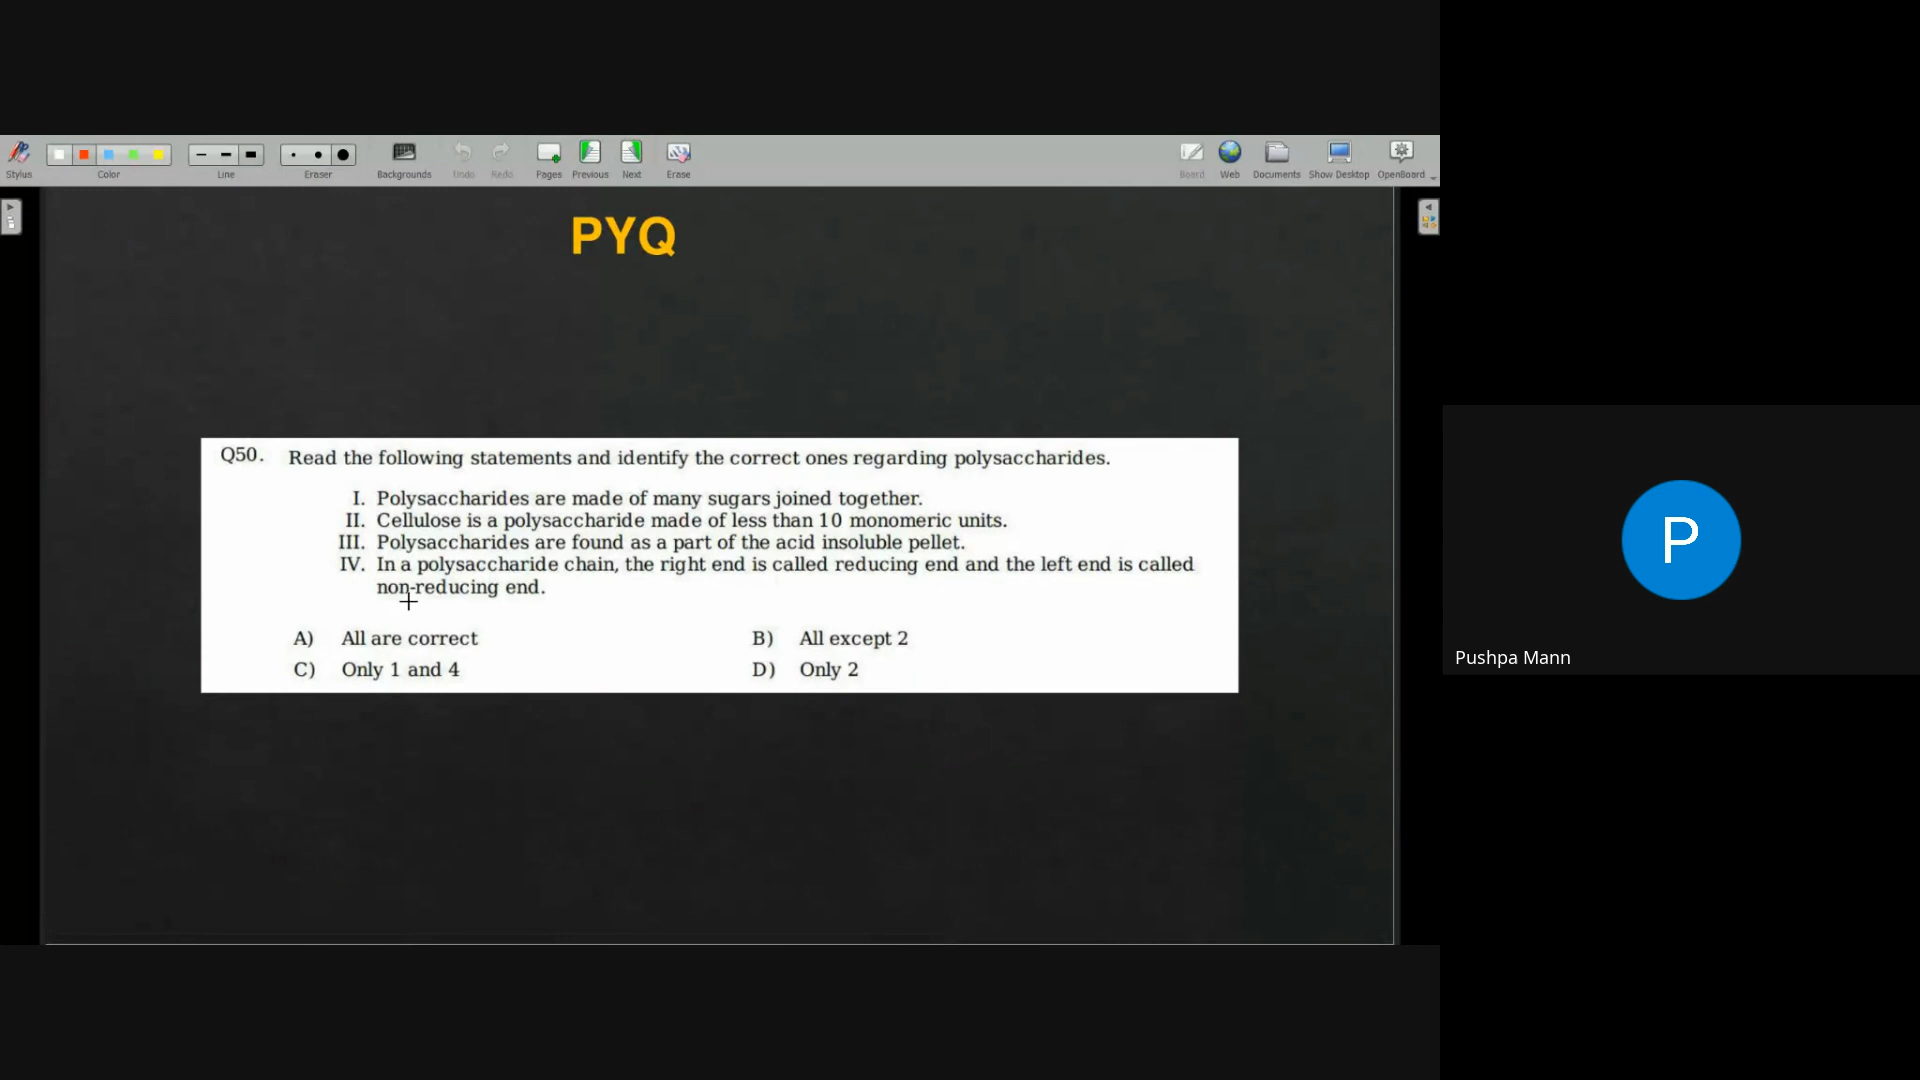 Stylus
Color
Line
Eraser
Backgrounds
Undo
Redo
Pages
Previous
Next
Erase
Board
Web
Documents
Show Desktop
OpenBoard
PYQ
Q50. Read the following statements and identify the correct ones regarding polysaccharides.
I. Polysaccharides are made of many sugars joined together.
II. Cellulose is a polysaccharide made of less than 10 monomeric units.
III. Polysaccharides are found as a part of the acid insoluble pellet.
IV. In a polysaccharide chain, the right end is called reducing end and the left end is called
non-reducing end.
A) All are correct
B) All except 2
C) Only 1 and 4
D) Only 2
P
Pushpa Mann